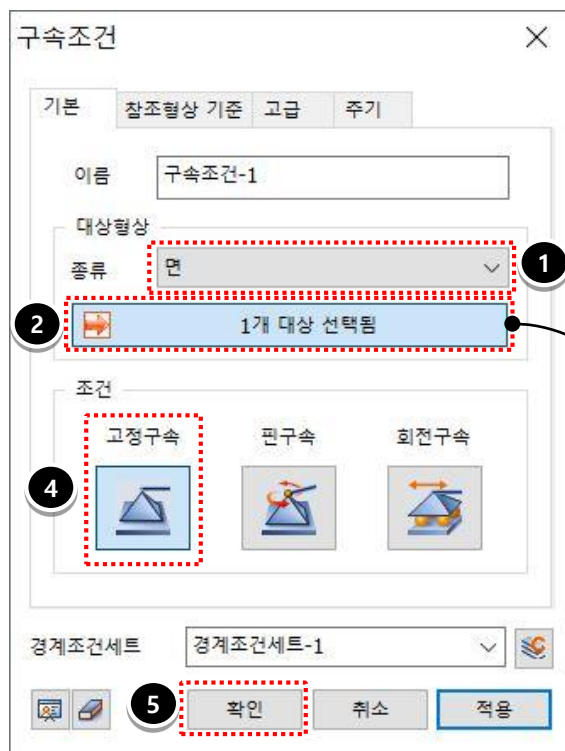 구속조건
기본 참조형상 기준 고급 주기
이름 구속조건-1
대상형상
종류 면 1
2 1개 대상 선택됨
조건
고정구속 핀구속 회전구속
4
경계조건세트 경계조건세트-1
5 확인 취소 적용